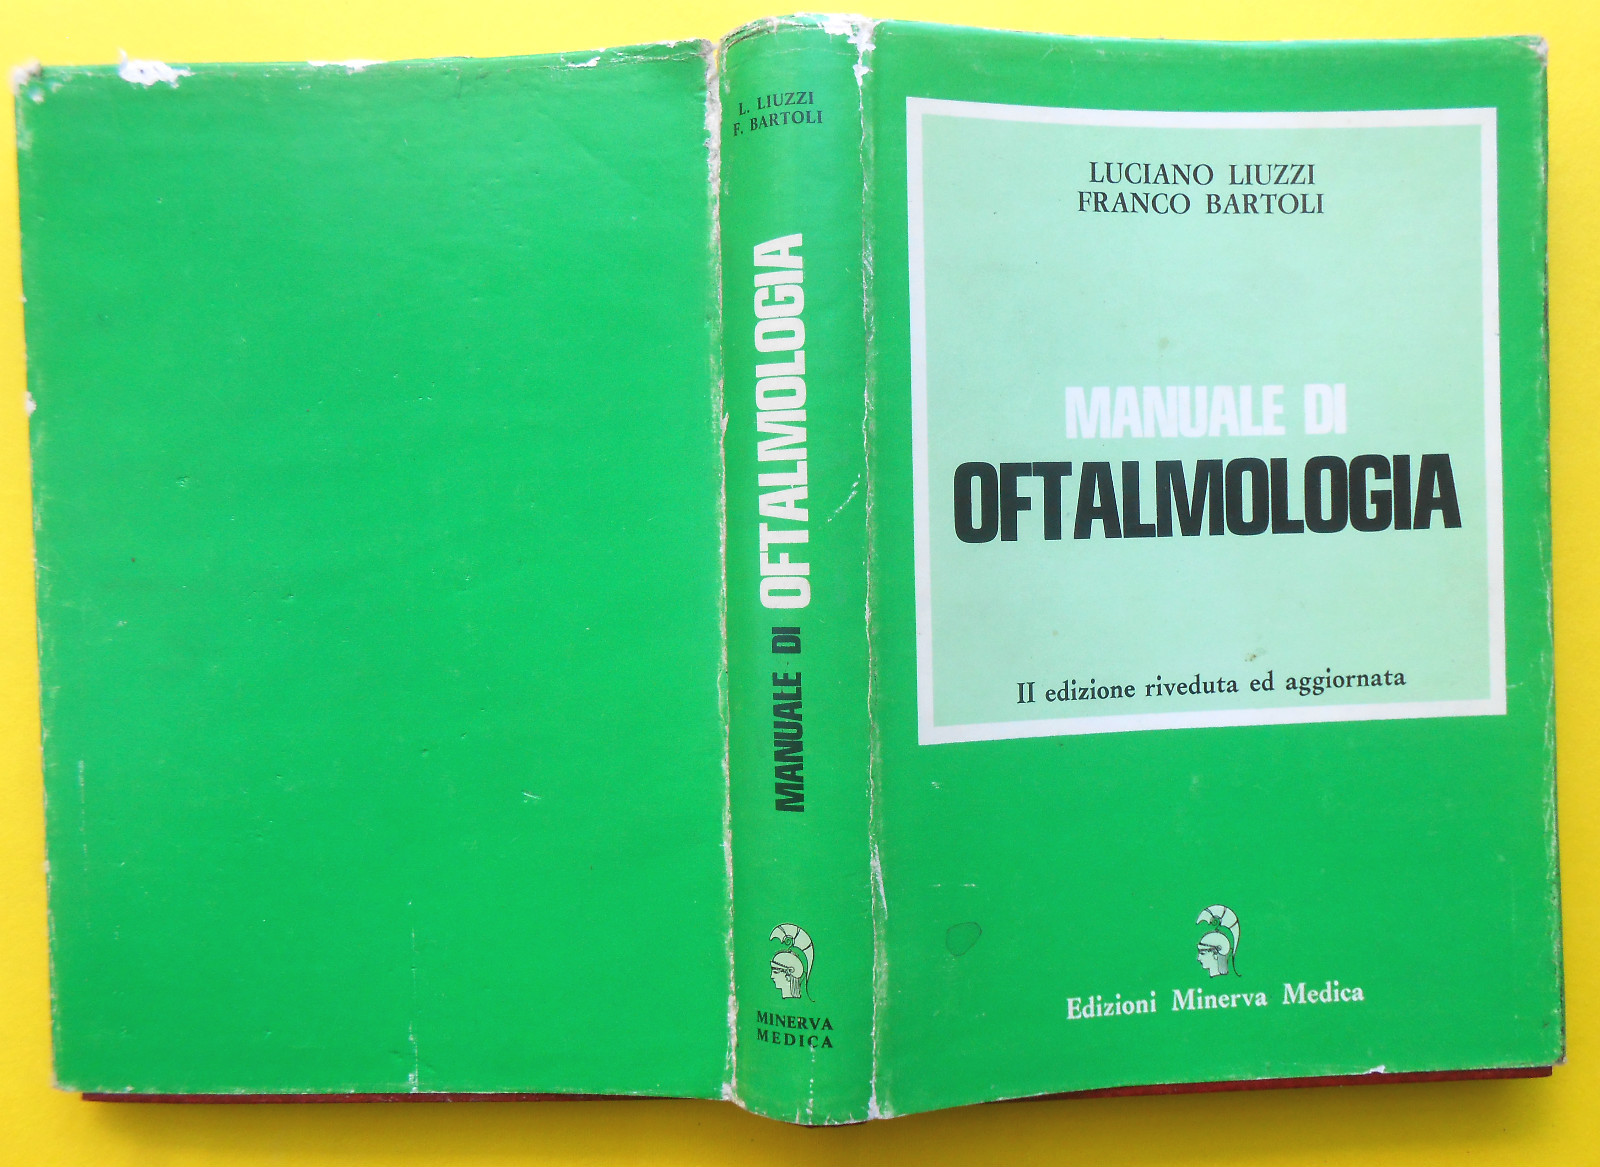 L. LIUZZI
F. BARTOLI
MANUALE DI OFTALMOLOGIA
MINERVA
MEDICA
LUCIANO LIUZZI
FRANCO BARTOLI
MANUALE DI
OFTALMOLOGIA
II edizione riveduta ed aggiornata
Edizioni Minerva Medica